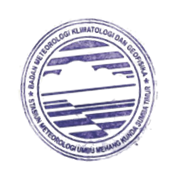 BADAN METEOROLOGI KLIMATOLOGI DAN GEOFISIKA
STASIUN METEOROLOGI UMBU MEHANG KUNDA SUMBA TIMUR